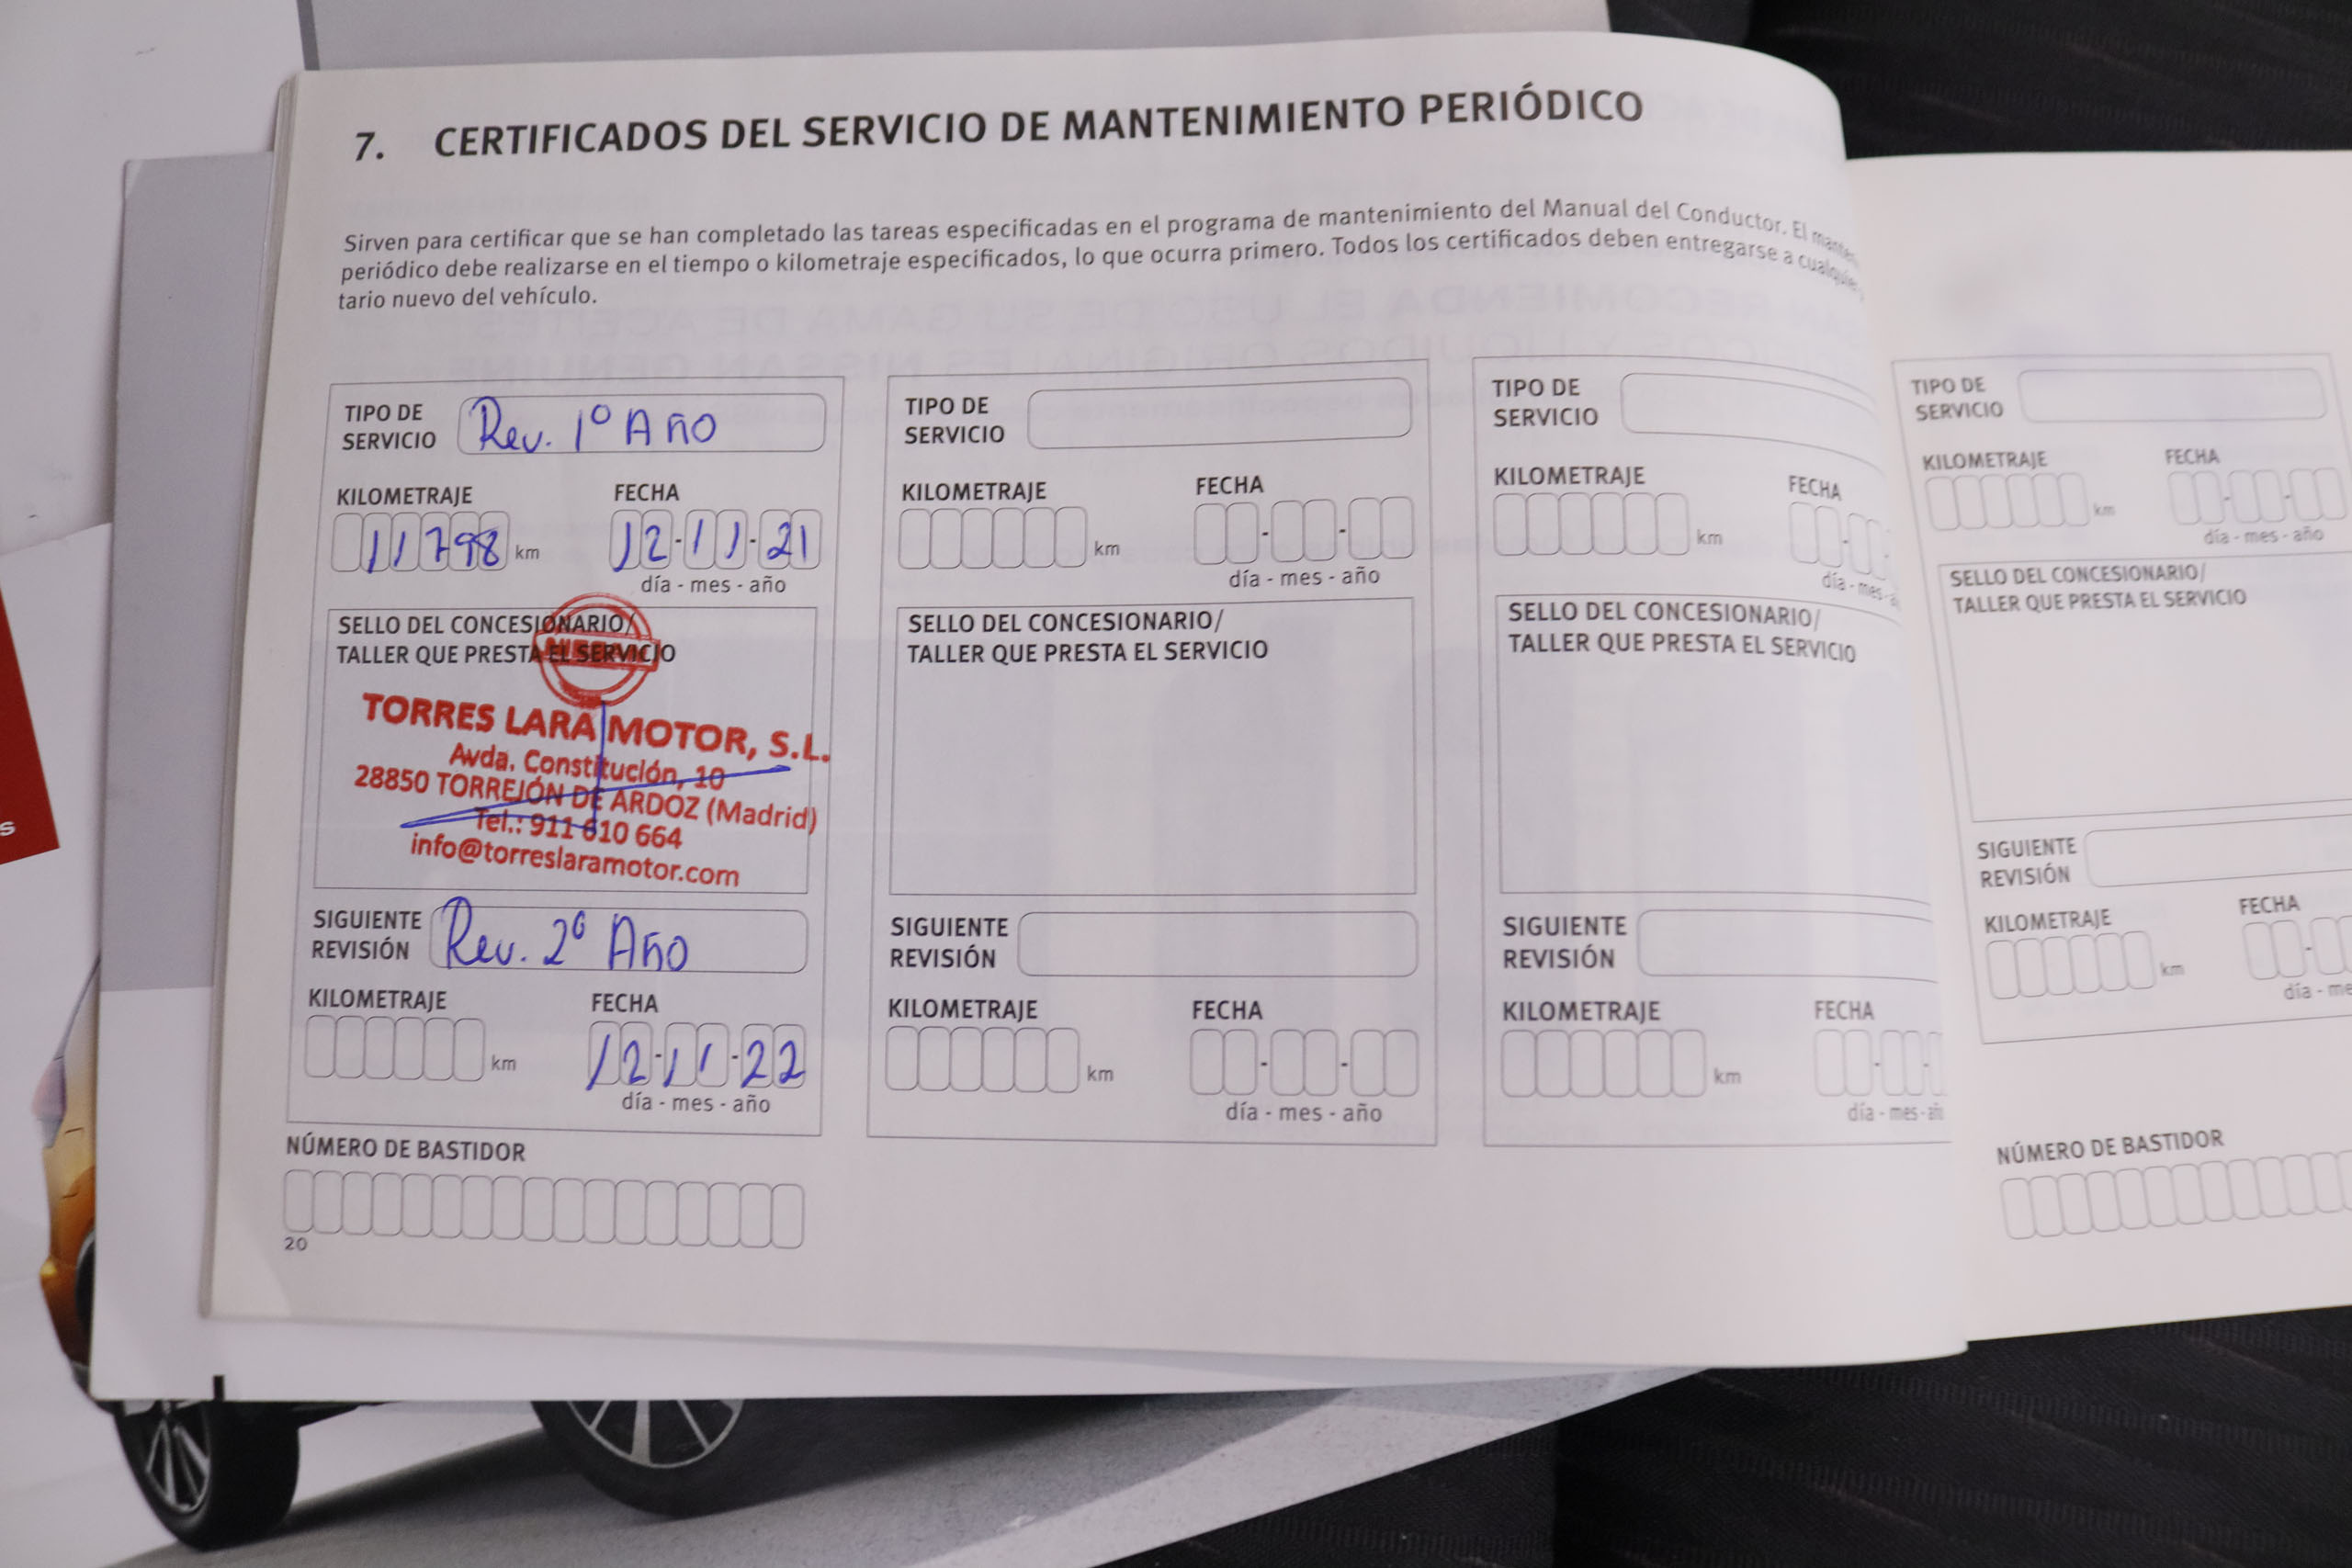 7. CERTIFICADOS DEL SERVICIO DE MANTENIMIENTO PERIÓDICO
Sirven para certificar que se han completado las tareas especificadas en el programa de mantenimiento del Manual del Conductor. El
periódico debe realizarse en el tiempo o kilometraje especificados, lo que ocurra primero. Todos los certificados deben entregarse a
tario nuevo del vehículo.
TIPO DE
SERVICIO
Rev. 1º Año
KILOMETRAJE
FECHA
11798 km
12-11-21
día - mes - año
SELLO DEL CONCESIONARIO/
TALLER QUE PRESTA EL SERVICIO
NISSAN
TORRES LARA MOTOR, S.L.
Avda. Constitución, 10
28850 TORREJÓN DE ARDOZ (Madrid)
Tel.: 911 610 664
info@torreslaramotor.com
SIGUIENTE
REVISIÓN
Rev. 2º Año
KILOMETRAJE
FECHA
km
12-11-22
día - mes - año
NÚMERO DE BASTIDOR
20
TIPO DE
SERVICIO
KILOMETRAJE
FECHA
km
día - mes - año
SELLO DEL CONCESIONARIO/
TALLER QUE PRESTA EL SERVICIO
SIGUIENTE
REVISIÓN
KILOMETRAJE
FECHA
km
día - mes - año
TIPO DE
SERVICIO
KILOMETRAJE
FECHA
km
día - mes - a
SELLO DEL CONCESIONARIO/
TALLER QUE PRESTA EL SERVICIO
SIGUIENTE
REVISIÓN
KILOMETRAJE
FECHA
km
día - mes - añ
TIPO DE
SERVICIO
KILOMETRAJE
FECHA
km
día - mes - año
SELLO DEL CONCESIONARIO/
TALLER QUE PRESTA EL SERVICIO
SIGUIENTE
REVISIÓN
KILOMETRAJE
FECHA
km
día - me
NÚMERO DE BASTIDOR
s